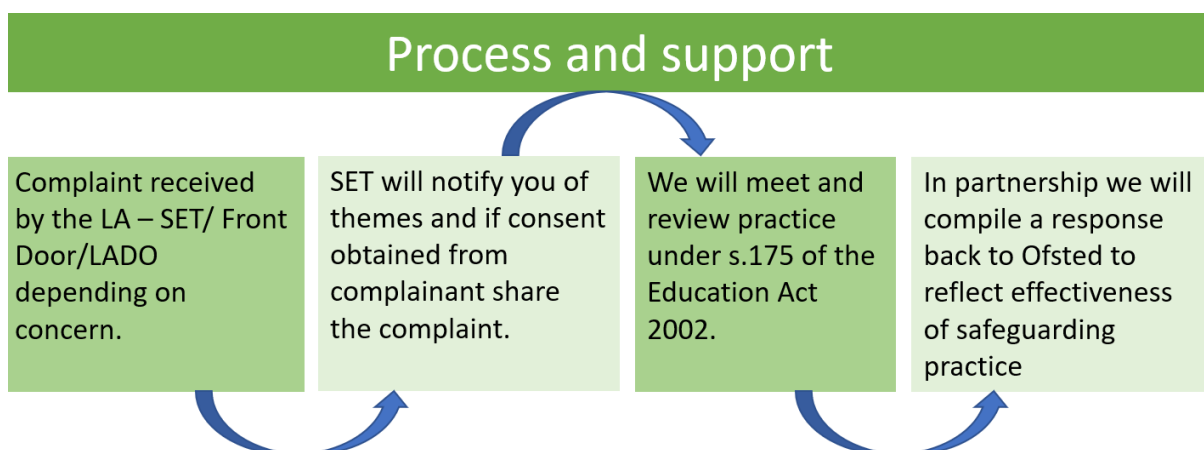 Process and support
Complaint received
by the LA – SET/ Front
Door/LADO
depending on
concern.
SET will notify you of
themes and if consent
obtained from
complainant share
the complaint.
We will meet and
review practice
under s.175 of the
Education Act
2002.
In partnership we will
compile a response
back to Ofsted to
reflect effectiveness
of safeguarding
practice